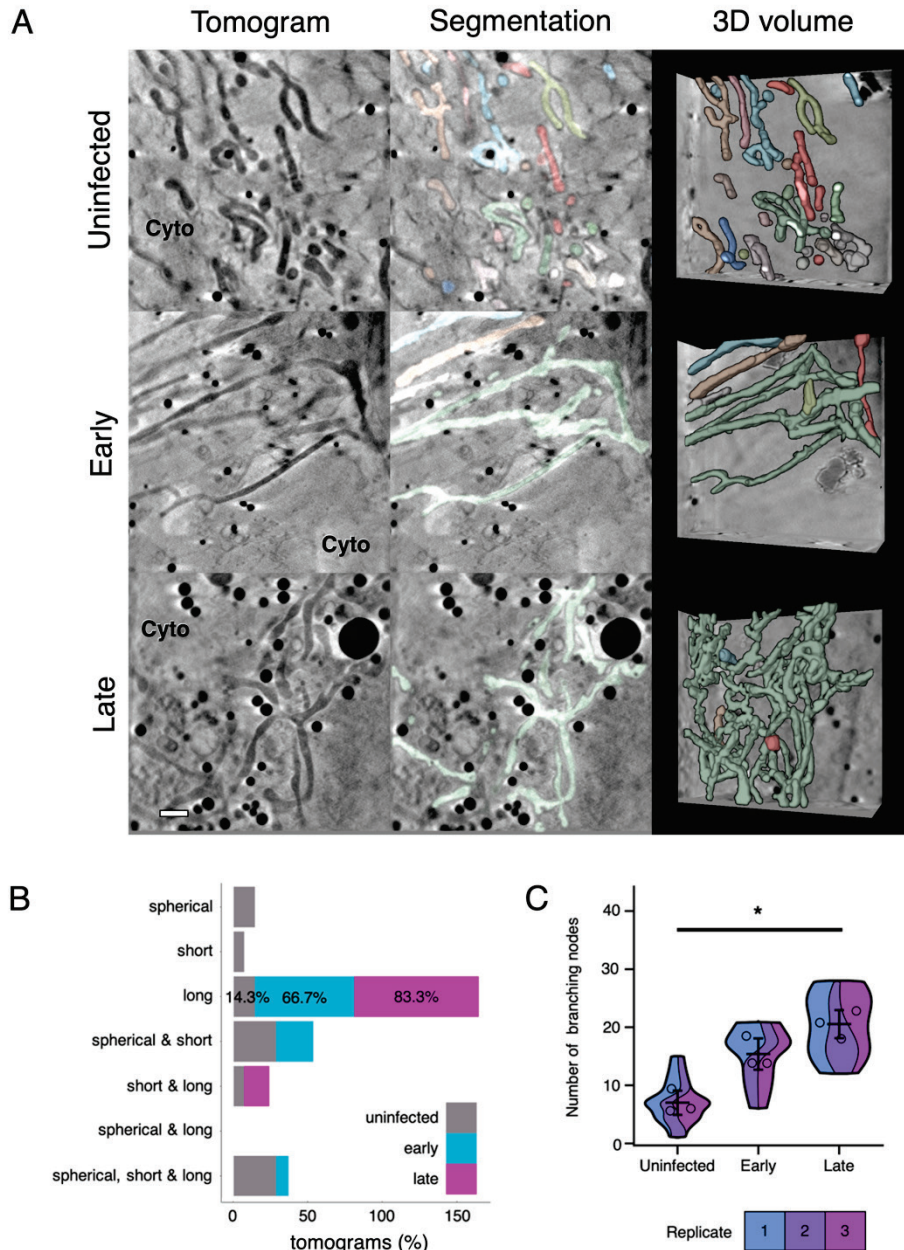 A
Tomogram
Segmentation
3D volume
Uninfected
Cyto
Early
Cyto
Late
Cyto
B
spherical
short
long
14.3%
66.7%
83.3%
spherical & short
short & long
spherical & long
spherical, short & long
uninfected
early
late
0
50
100
150
tomograms (%)
C
Number of branching nodes
40
30
20
10
0
*
Uninfected
Early
Late
Replicate
1
2
3